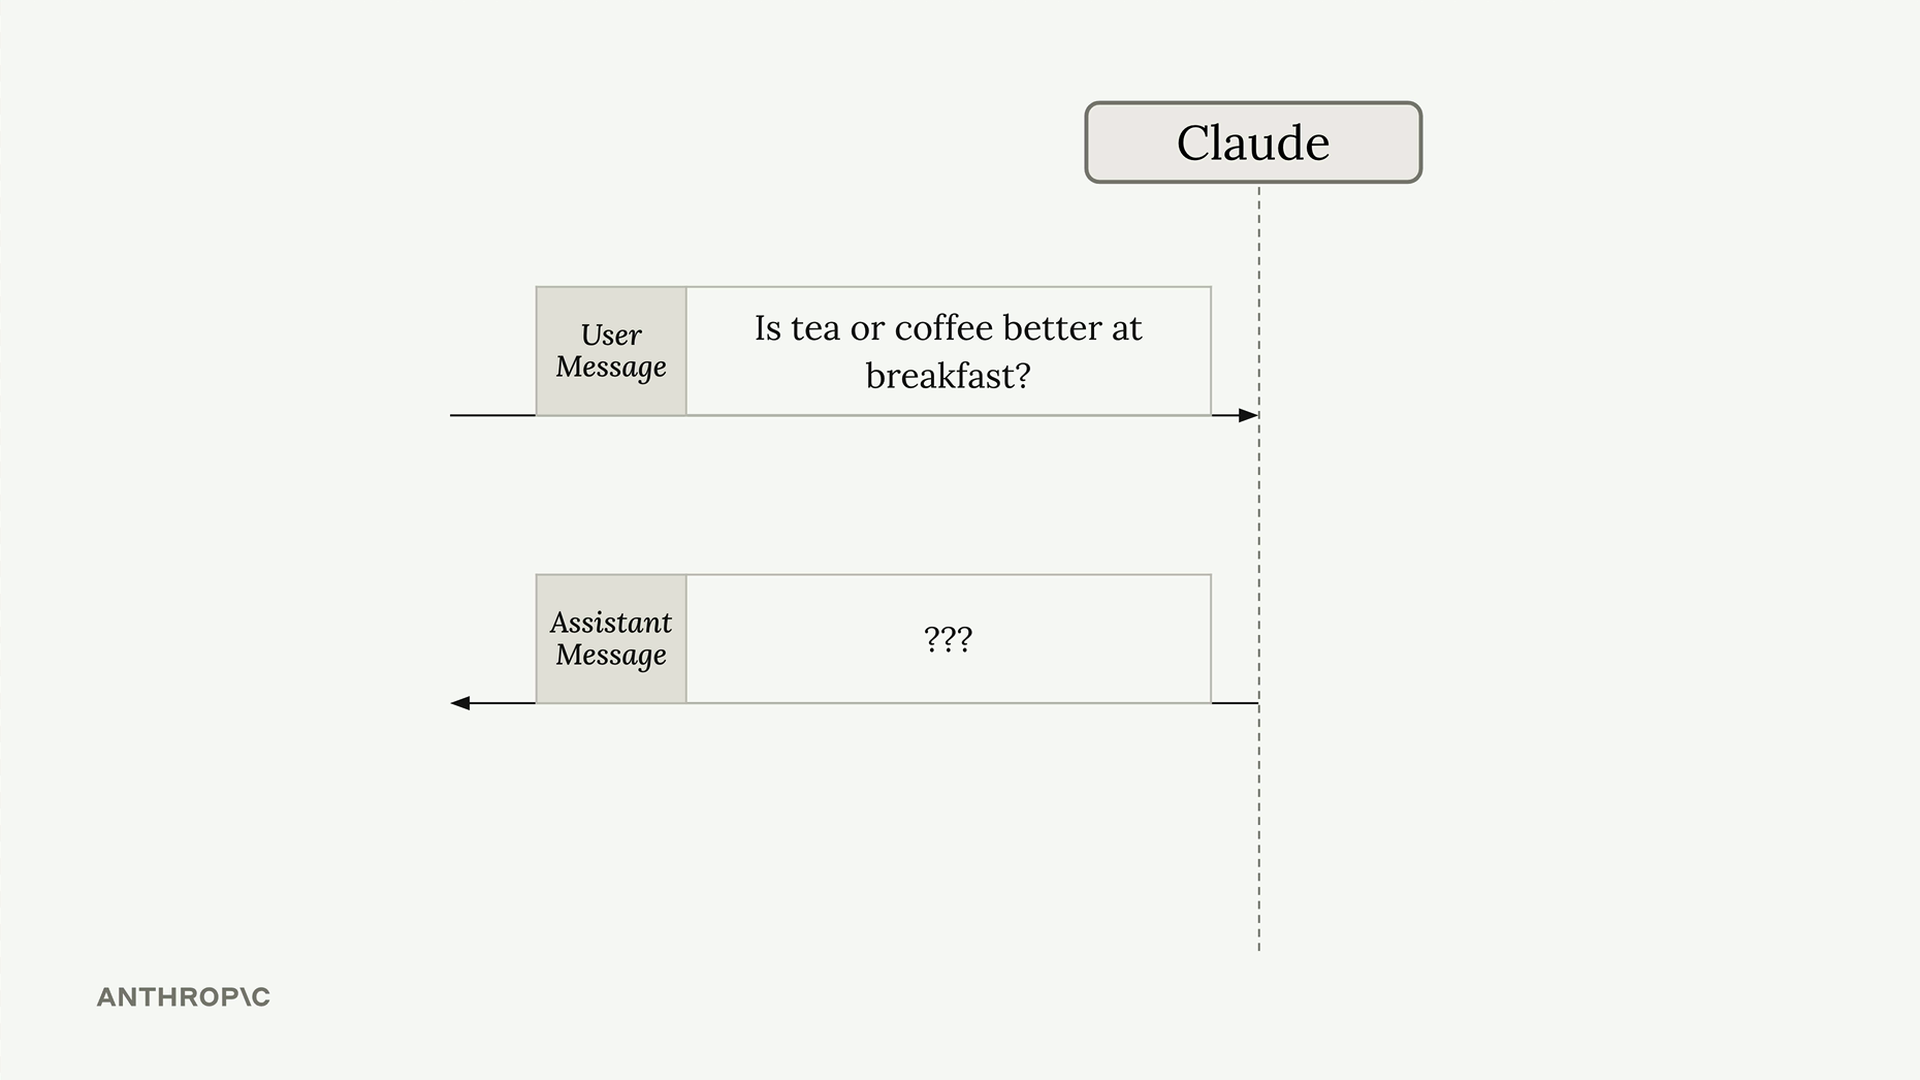 Claude
User
Message
Is tea or coffee better at
breakfast?
Assistant
Message
???
ANTHROP\C